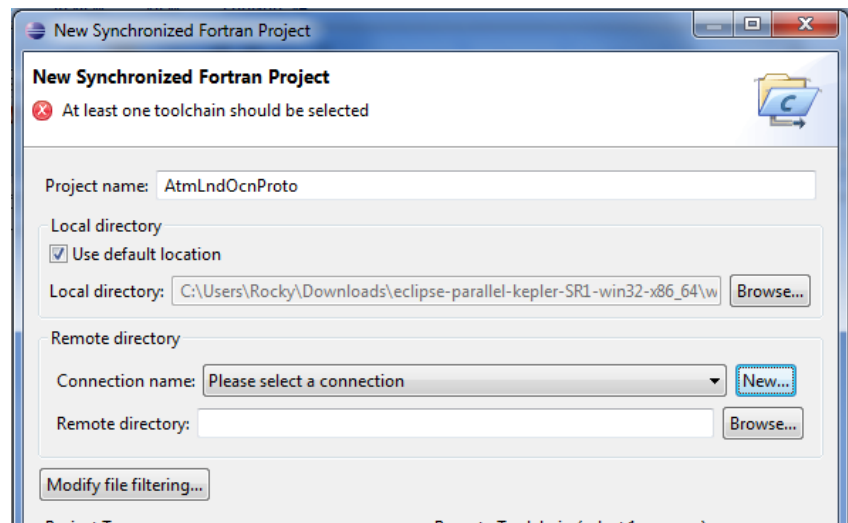 New Synchronized Fortran Project
New Synchronized Fortran Project
At least one toolchain should be selected
C
Project name: AtmLndOcnProto
Local directory
Use default location
Local directory: C:\Users\Rocky\Downloads\eclipse-parallel-kepler-SR1-win32-x86_64\w Browse...
Remote directory
Connection name: Please select a connection New...
Remote directory: Browse...
Modify file filtering...